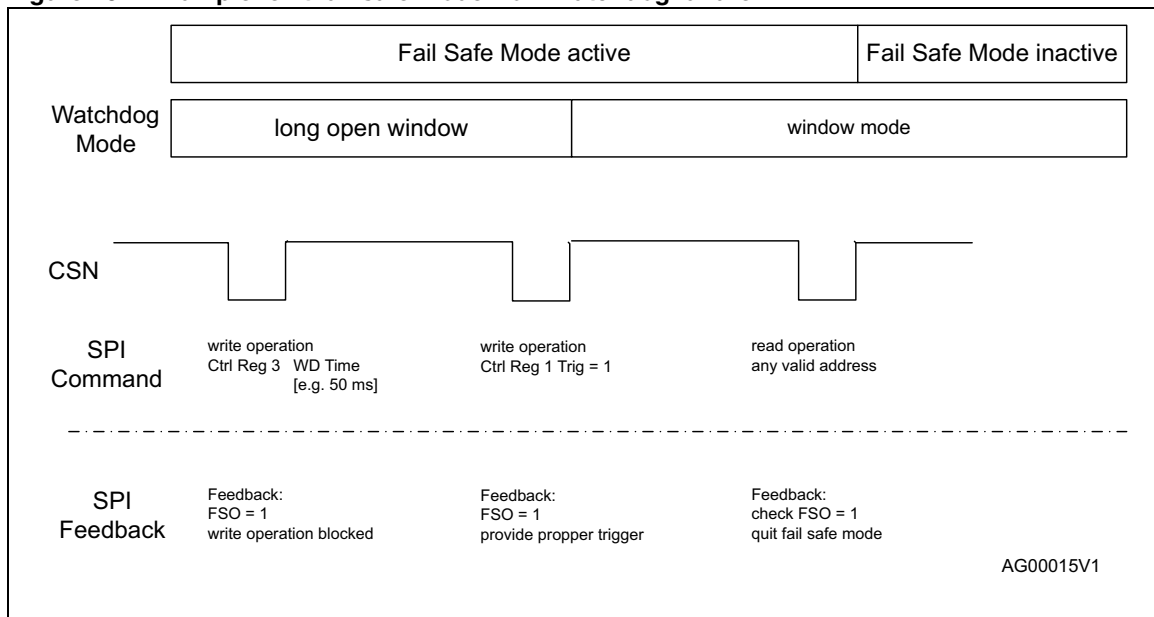 Fail Safe Mode active
Fail Safe Mode inactive
Watchdog
Mode
long open window
window mode
CSN
SPI
Command
write operation
Ctrl Reg 3 WD Time
[e.g. 50 ms]
write operation
Ctrl Reg 1 Trig = 1
read operation
any valid address
SPI
Feedback
Feedback:
FSO = 1
write operation blocked
Feedback:
FSO = 1
provide propper trigger
Feedback:
check FSO = 1
quit fail safe mode
AG00015V1